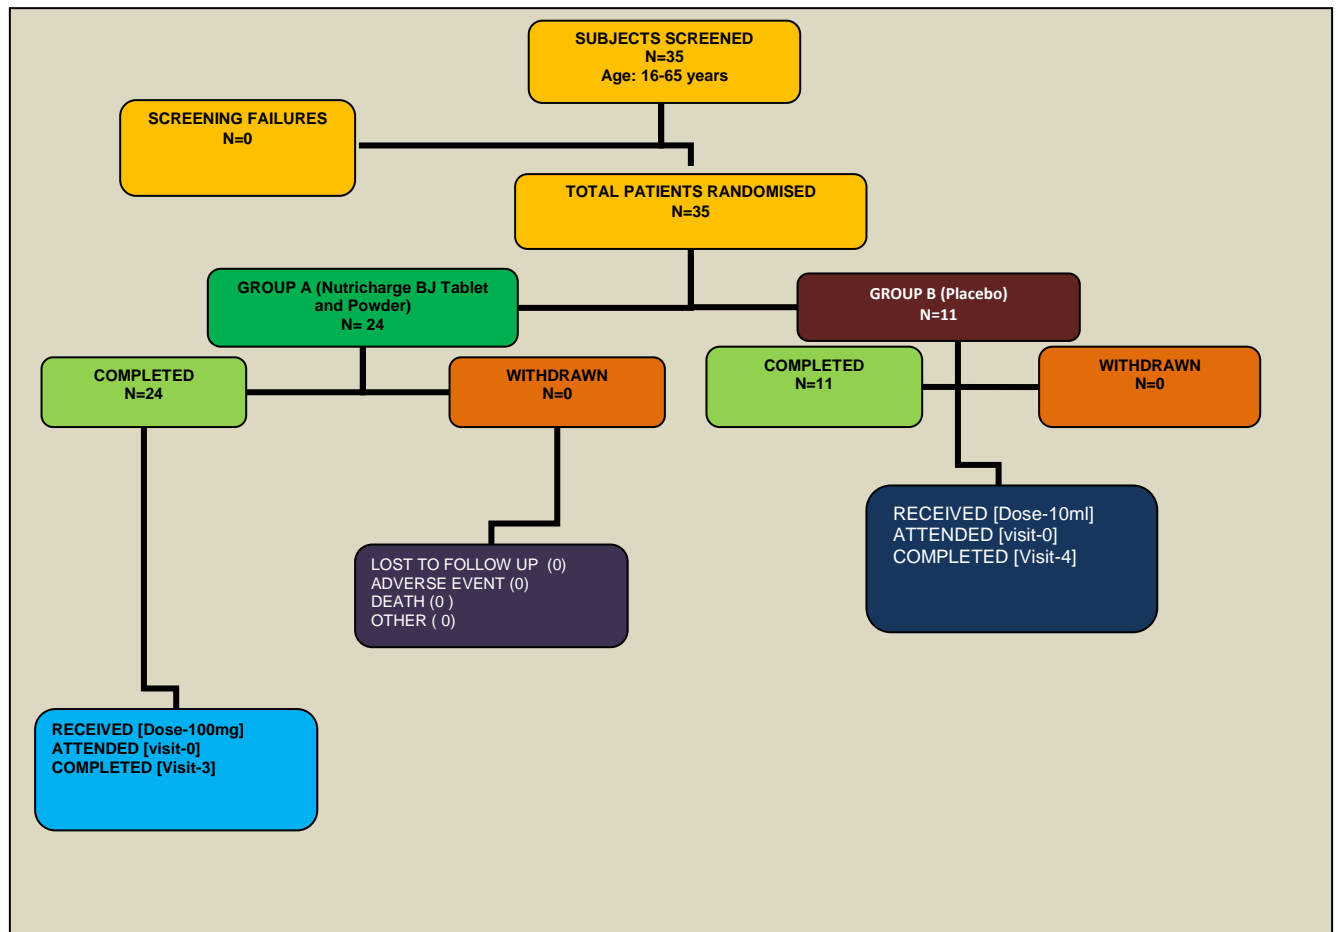 SUBJECTS SCREENED
N=35
Age: 16-65 years
SCREENING FAILURES
N=0
TOTAL PATIENTS RANDOMISED
N=35
GROUP A (Nutricharge BJ Tablet
and Powder)
N= 24
GROUP B (Placebo)
N=11
COMPLETED
N=24
WITHDRAWN
N=0
COMPLETED
N=11
WITHDRAWN
N=0
LOST TO FOLLOW UP  (0)
ADVERSE EVENT (0)
DEATH (0 )
OTHER ( 0)
RECEIVED [Dose-10ml]
ATTENDED [visit-0]
COMPLETED [Visit-4]
RECEIVED [Dose-100mg]
ATTENDED [visit-0]
COMPLETED [Visit-3]